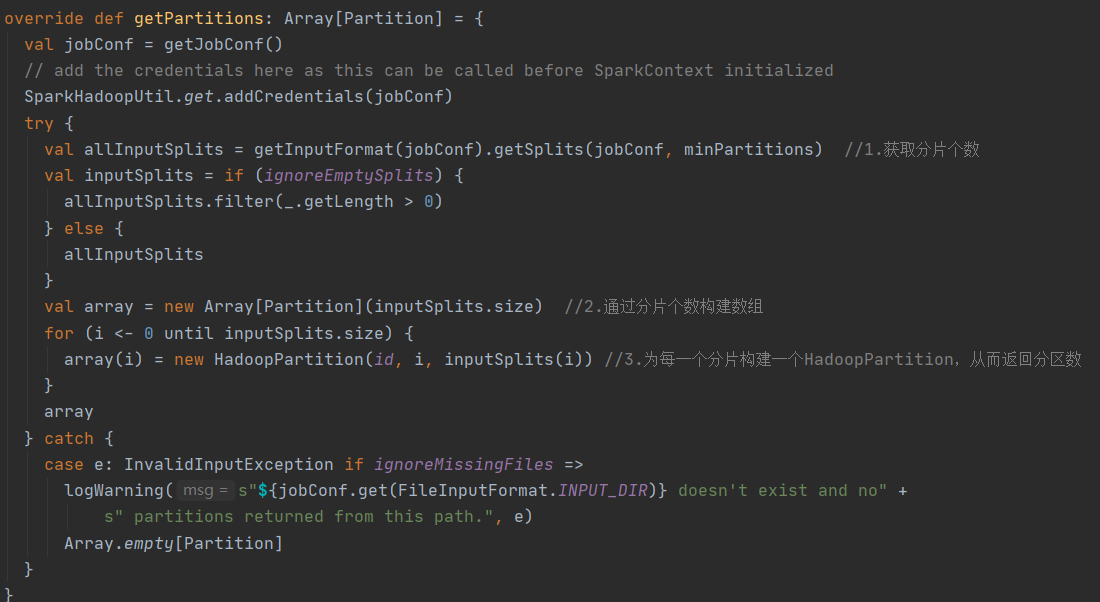 override def getPartitions: Array[Partition] = {
  val jobConf = getJobConf()
  // add the credentials here as this can be called before SparkContext initialized
  SparkHadoopUtil.get.addCredentials(jobConf)
  try {
    val allInputSplits = getInputFormat(jobConf).getSplits(jobConf, minPartitions)  //1.获取分片个数
    val inputSplits = if (ignoreEmptySplits) {
      allInputSplits.filter(_.getLength > 0)
    } else {
      allInputSplits
    }
    val array = new Array[Partition](inputSplits.size)  //2.通过分片个数构建数组
    for (i <- 0 until inputSplits.size) {
      array(i) = new HadoopPartition(id, i, inputSplits(i)) //3.为每一个分片构建一个HadoopPartition，从而返回分区数
    }
    array
  } catch {
    case e: InvalidInputException if ignoreMissingFiles =>
      logWarning( msg = s"${jobConf.get(FileInputFormat.INPUT_DIR)} doesn't exist and no" +
          s" partitions returned from this path.", e)
      Array.empty[Partition]
  }
}